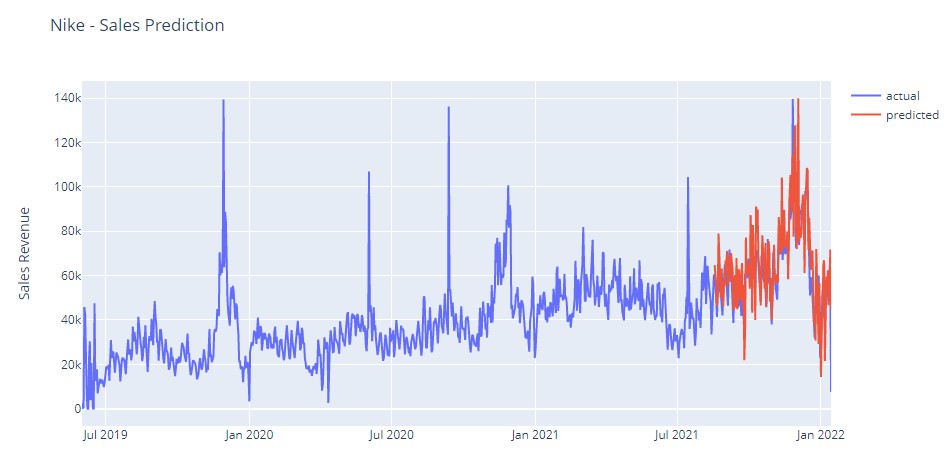 Nike - Sales Prediction
actual
predicted
Sales Revenue
140k
120k
100k
80k
60k
40k
20k
0
Jul 2019
Jan 2020
Jul 2020
Jan 2021
Jul 2021
Jan 2022